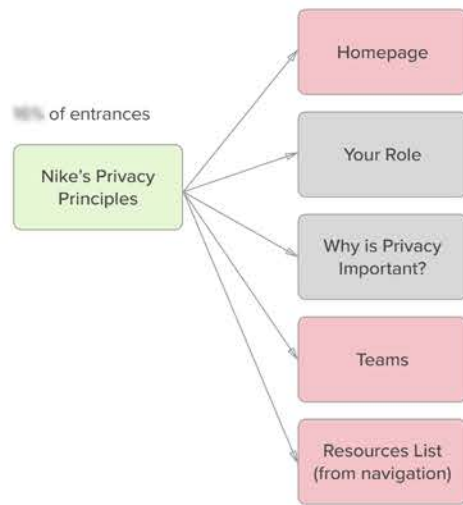 Homepage
of entrances
Your Role
Nike's Privacy
Principles
Why is Privacy
Important?
Teams
Resources List
(from navigation)